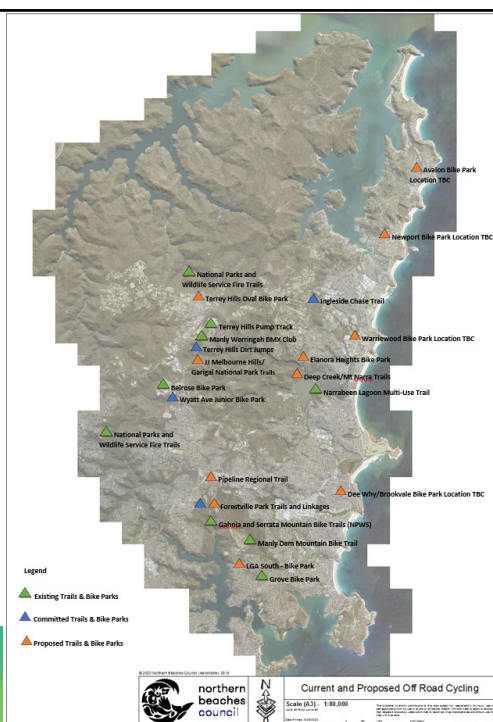 Avalon Bike Park
Location TBC
Newport Bike Park Location TBC
National Parks and
Wildlife Service Fire Trails
Terrey Hills Oval Bike Park
Ingleside Chase Trail
Terrey Hills Pump Track
Manly Warringah BMX Club
Warriewood Bike Park Location TBC
Terrey Hills Dirt Jumps
JJ Melbourne Hills/
Garigal National Park Trails
Elanora Heights Bike Park
Deep Creek/Mt Narra Trails
Belrose Bike Park
Narrabeen Lagoon Multi-Use Trail
Wyatt Ave Junior Bike Park
National Parks and
Wildlife Service Fire Trails
Pipeline Regional Trail
Dee Why/Brookvale Bike Park Location TBC
Forestville Park Trails and Linkages
Gahnia and Serrata Mountain Bike Trails (NPWS)
Manly Dam Mountain Bike Trail
LGA South - Bike Park
Grove Bike Park
Legend
Existing Trails & Bike Parks
Committed Trails & Bike Parks
Proposed Trails & Bike Parks
northern
beaches
council
N
Current and Proposed Off Road Cycling
Scale (A3) - 1:80,000